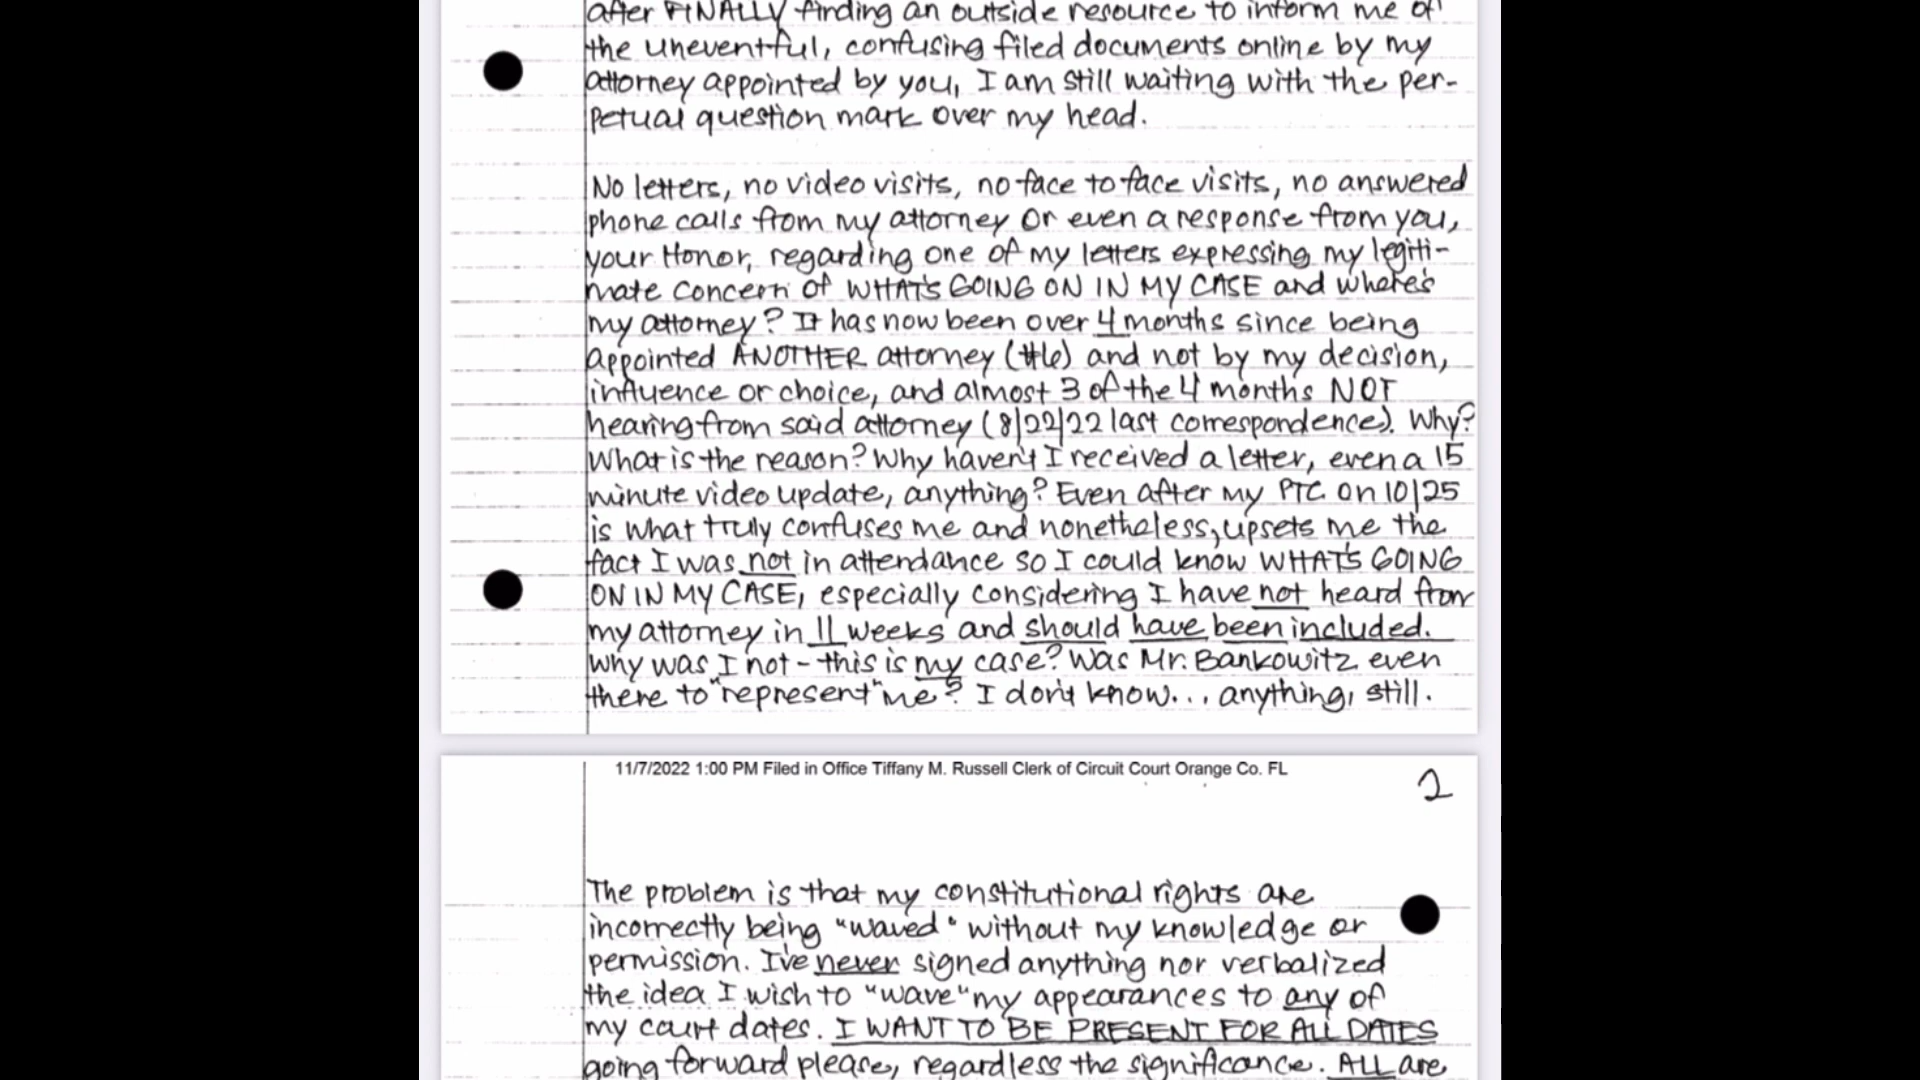 after FINALLY finding an outside resource to inform me of
the uneventful, confusing filed documents online by my
attorney appointed by you, I am still waiting with the per-
petual question mark over my head.
No letters, no video visits, no face to face visits, no answered
phone calls from my attorney or even a response from you,
your Honor, regarding one of my letters expressing my legiti-
mate concern of WHAT'S GOING ON IN MY CASE and where's
my attorney? It has now been over 4 months since being
appointed ANOTHER attorney (#6) and not by my decision,
influence or choice, and almost 3 of the 4 months NOT
hearing from said attorney (8/22/22 last correspondence). Why?
What is the reason? Why haven't I received a letter, even a 15
minute video update, anything? Even after my PTC on 10/25
is what truly confuses me and nonetheless, upsets me the
fact I was not in attendance so I could know WHAT'S GOING
ON IN MY CASE, especially considering I have not heard from
my attorney in 11 weeks and should have been included.
Why was I not - this is my case? Was Mr. Bankowitz even
there to "represent" me? I don't know... anything, still.
11/7/2022 1:00 PM Filed in Office Tiffany M. Russell Clerk of Circuit Court Orange Co. FL
2
The problem is that my constitutional rights are
incorrectly being "waved" without my knowledge or
permission. I've never signed anything nor verbalized
the idea I wish to "wave" my appearances to any of
my court dates. I WANT TO BE PRESENT FOR ALL DATES
going forward please, regardless the significance. ALL are